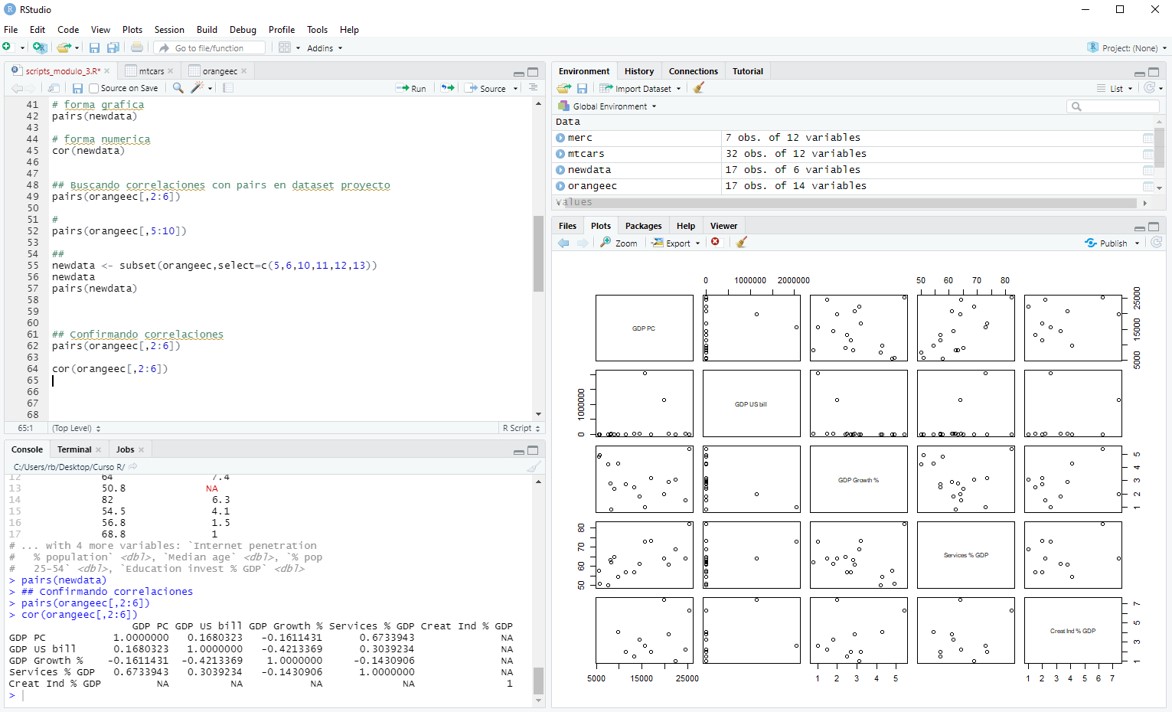 RStudio
File Edit Code View Plots Session Build Debug Profile Tools Help
Go to file/function Addins Project: (None)
scripts_modulo_3.R* mtcars orangeec
Source on Save Run Source
41 # forma grafica
42 pairs(newdata)
43
44 # forma numerica
45 cor(newdata)
46
47
48 ## Buscando correlaciones con pairs en dataset proyecto
49 pairs(orangeec[,2:6])
50
51 #
52 pairs(orangeec[,5:10])
53
54 ##
55 newdata <- subset(orangeec,select=c(5,6,10,11,12,13))
56 newdata
57 pairs(newdata)
58
59
60
61 ## Confirmando correlaciones
62 pairs(orangeec[,2:6])
63
64 cor(orangeec[,2:6])
65
66
67
68
65:1 (Top Level) R Script
Console Terminal Jobs
C:/Users/rb/Desktop/Curso R/
12 64 7.4
13 50.8 NA
14 82 6.3
15 54.5 4.1
16 56.8 1.5
17 68.8 1
# ... with 4 more variables: `Internet penetration
#   % population` <dbl>, `Median age` <dbl>, `% pop
#   25-54` <dbl>, `Education invest % GDP` <dbl>
> pairs(newdata)
> ## Confirmando correlaciones
> pairs(orangeec[,2:6])
> cor(orangeec[,2:6])
GDP PC GDP US bill GDP Growth % Services % GDP Creat Ind % GDP
GDP PC 1.0000000 0.1680323 -0.1611431 0.6733943 NA
GDP US bill 0.1680323 1.0000000 -0.4213369 0.3039234 NA
GDP Growth % -0.1611431 -0.4213369 1.0000000 -0.1430906 NA
Services % GDP 0.6733943 0.3039234 -0.1430906 1.0000000 NA
Creat Ind % GDP NA NA NA NA 1
>
Environment History Connections Tutorial
Import Dataset List
Global Environment
Data
merc 7 obs. of 12 variables
mtcars 32 obs. of 12 variables
newdata 17 obs. of 6 variables
orangeec 17 obs. of 14 variables
Values
Files Plots Packages Help Viewer
Zoom Export Publish
0 1000000 2000000 50 60 70 80
GDP PC 5000 15000 25000
0 1000000 GDP US bill
GDP Growth % 1 2 3 4 5
50 60 70 80 Services % GDP
Creat Ind % GDP 1 3 5 7
5000 15000 25000 1 2 3 4 5 1 2 3 4 5 6 7